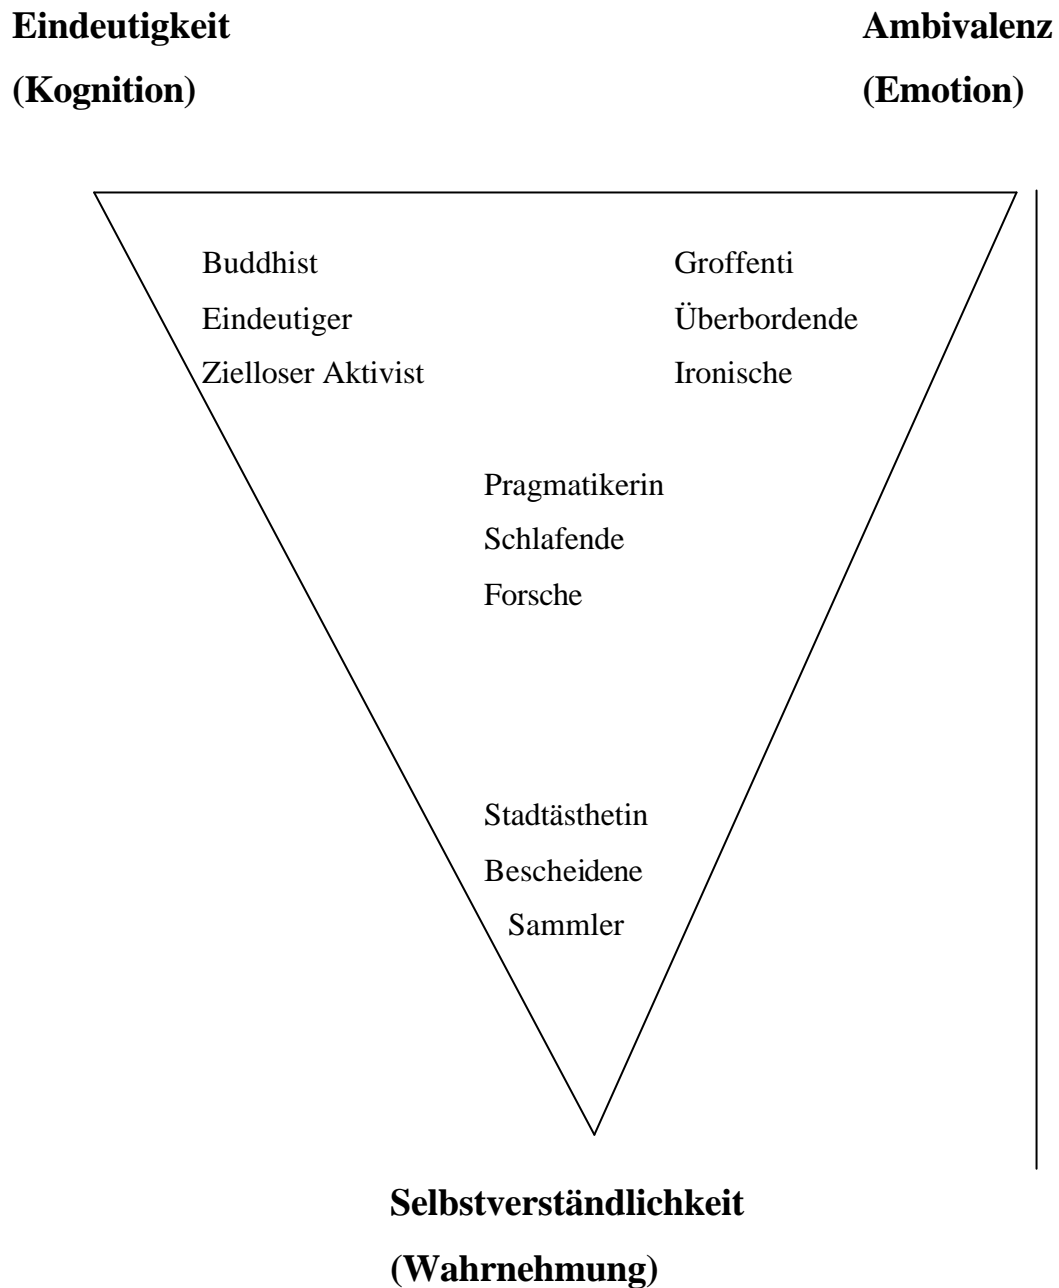 Eindeutigkeit
(Kognition)
Ambivalenz
(Emotion)
Buddhist
Eindeutiger
Zielloser Aktivist
Groffenti
Überbordende
Ironische
Pragmatikerin
Schlafende
Forsche
Stadtästhetin
Bescheidene
Sammler
Selbstverständlichkeit
(Wahrnehmung)